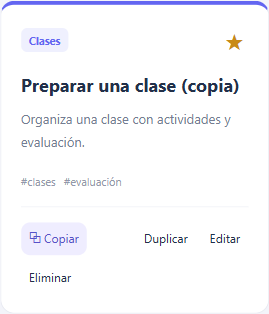 Clases
Preparar una clase (copia)
Organiza una clase con actividades y
evaluación.
#clases #evaluación
Copiar Duplicar Editar
Eliminar